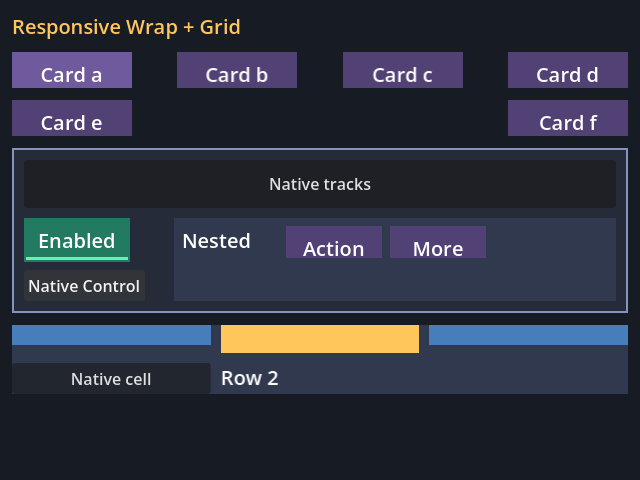 Responsive Wrap + Grid
Card a Card b Card c Card d
Card e Card f
Native tracks
Enabled Nested Action More
Native Control
Native cell Row 2